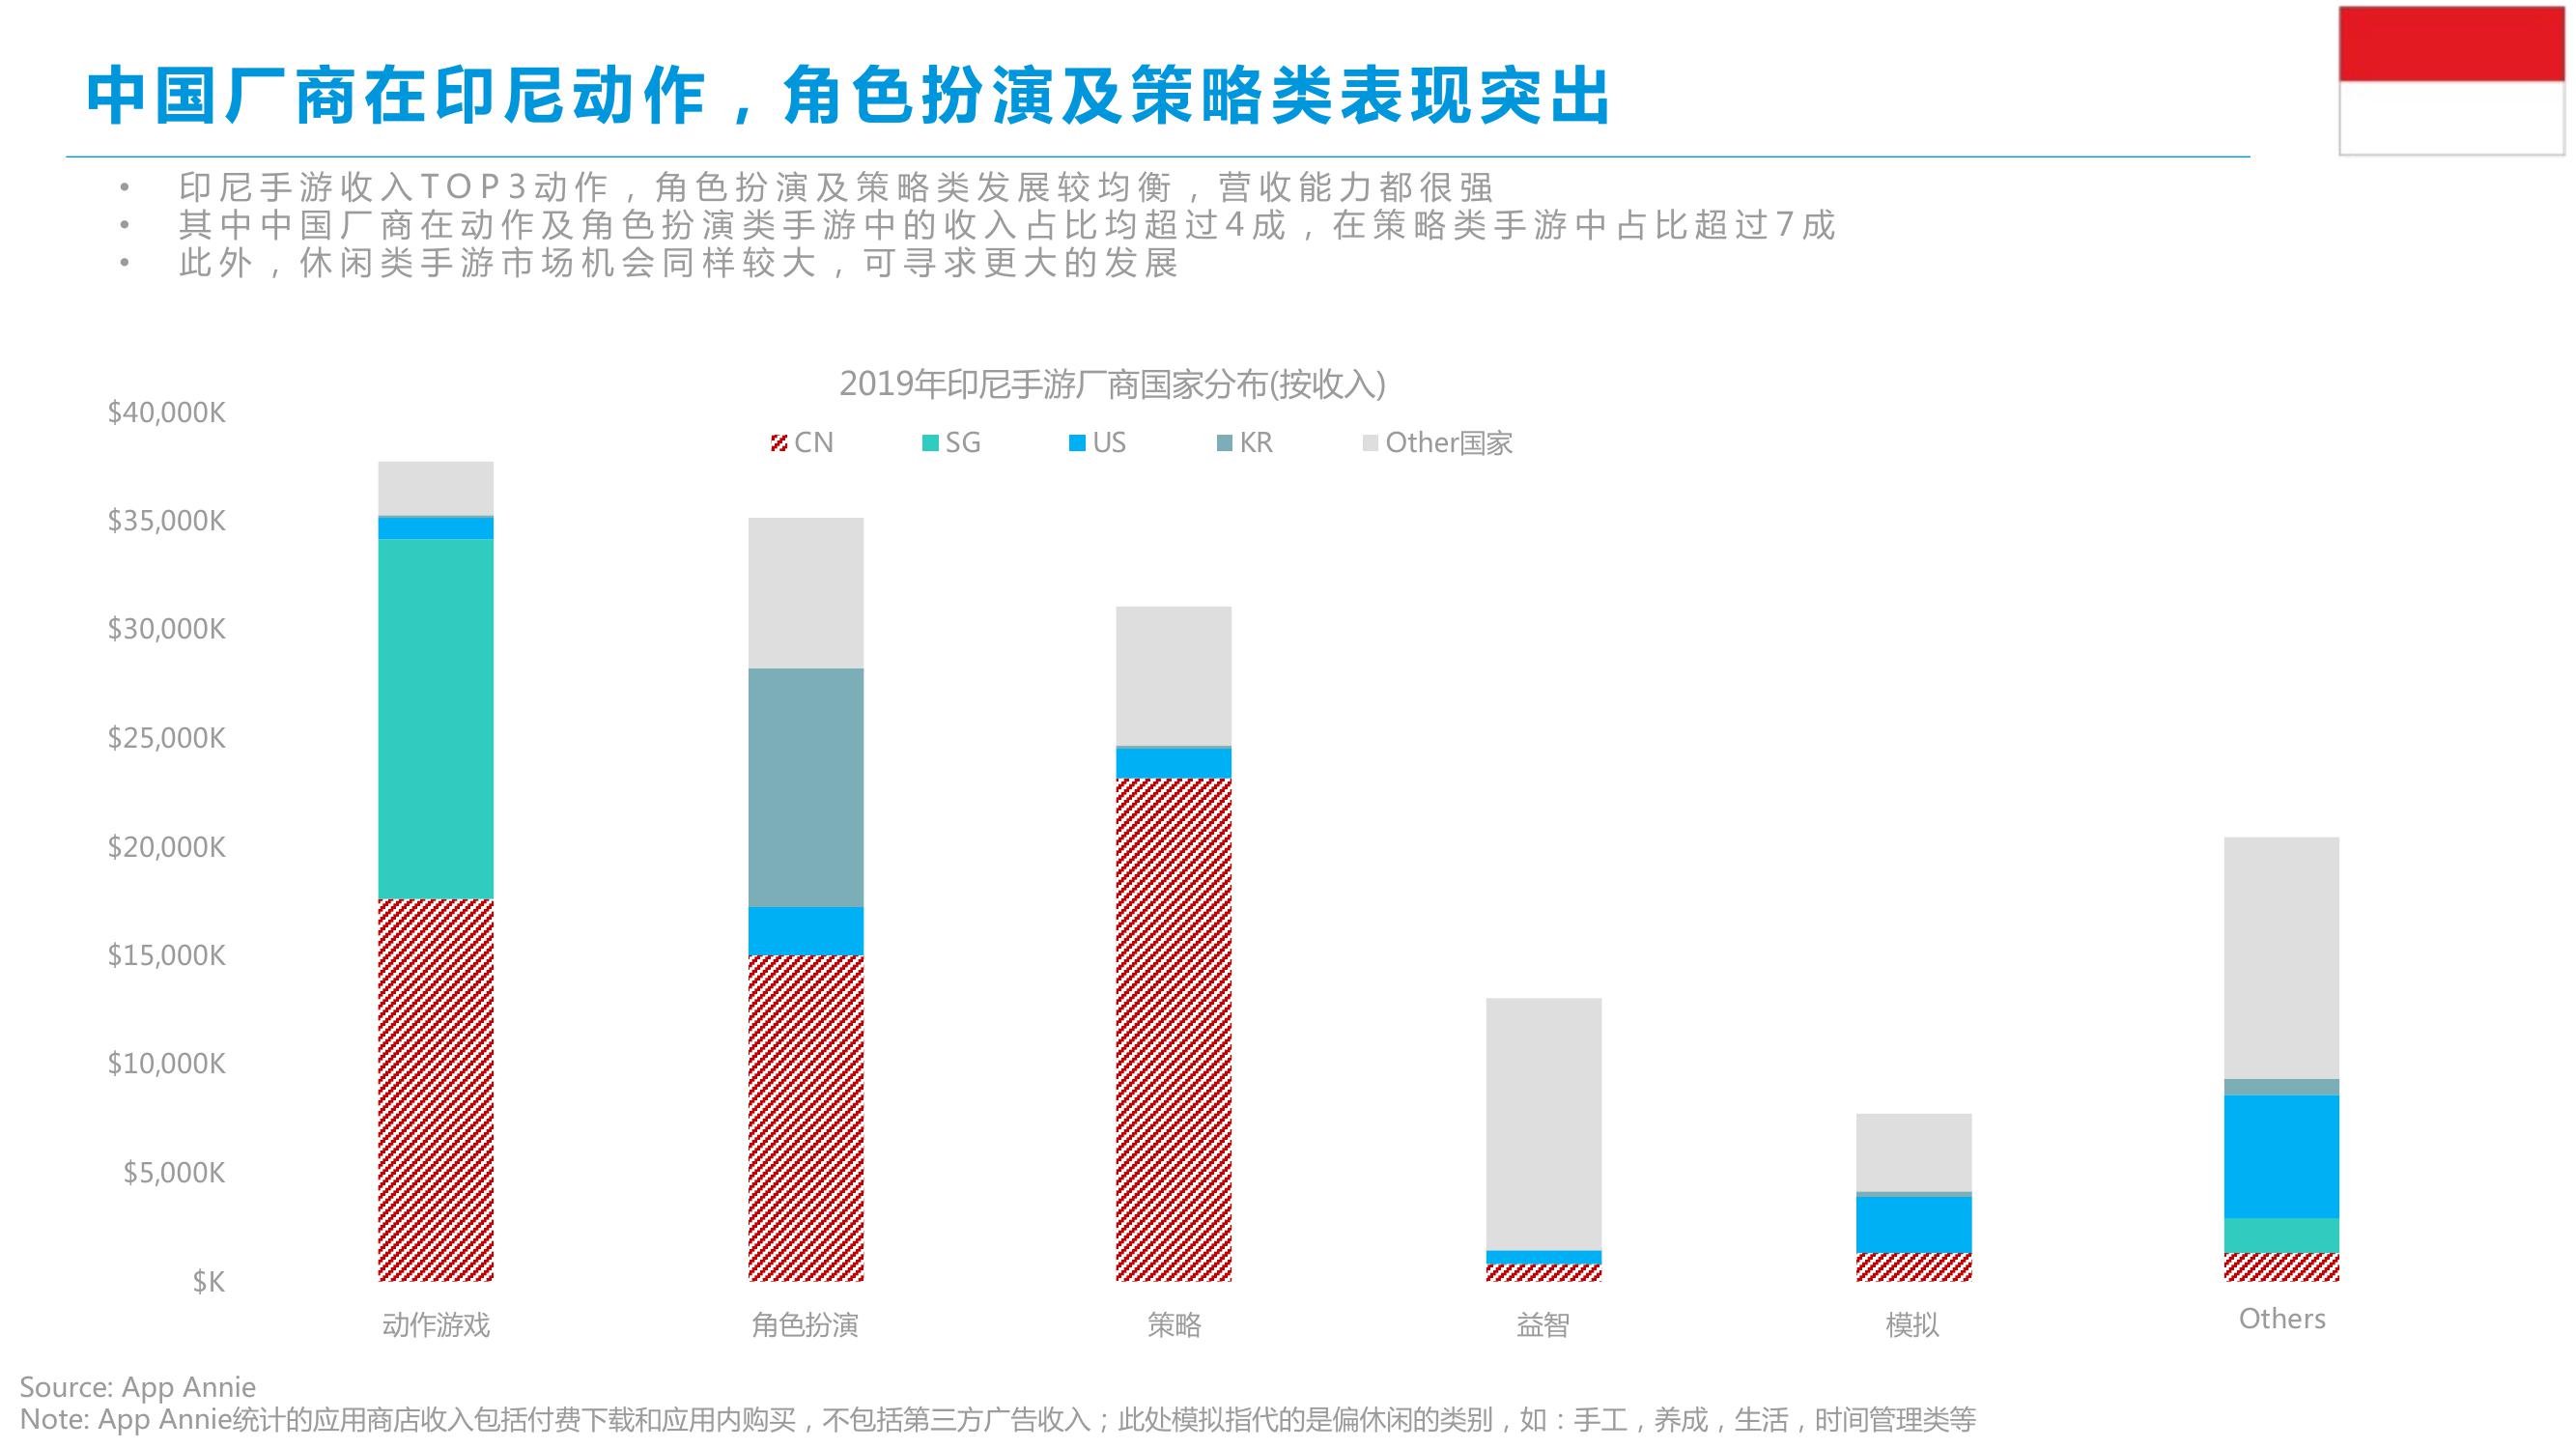 中国厂商在印尼动作，角色扮演及策略类表现突出
• 印尼手游收入TOP3动作，角色扮演及策略类发展较均衡，营收能力都很强
• 其中中国厂商在动作及角色扮演类手游中的收入占比均超过4成，在策略类手游中占比超过7成
• 此外，休闲类手游市场机会同样较大，可寻求更大的发展
2019年印尼手游厂商国家分布(按收入)
CN SG US KR Other国家
$40,000K
$35,000K
$30,000K
$25,000K
$20,000K
$15,000K
$10,000K
$5,000K
$K
动作游戏 角色扮演 策略 益智 模拟 Others
Source: App Annie
Note: App Annie统计的应用商店收入包括付费下载和应用内购买，不包括第三方广告收入；此处模拟指代的是偏休闲的类别，如：手工，养成，生活，时间管理类等